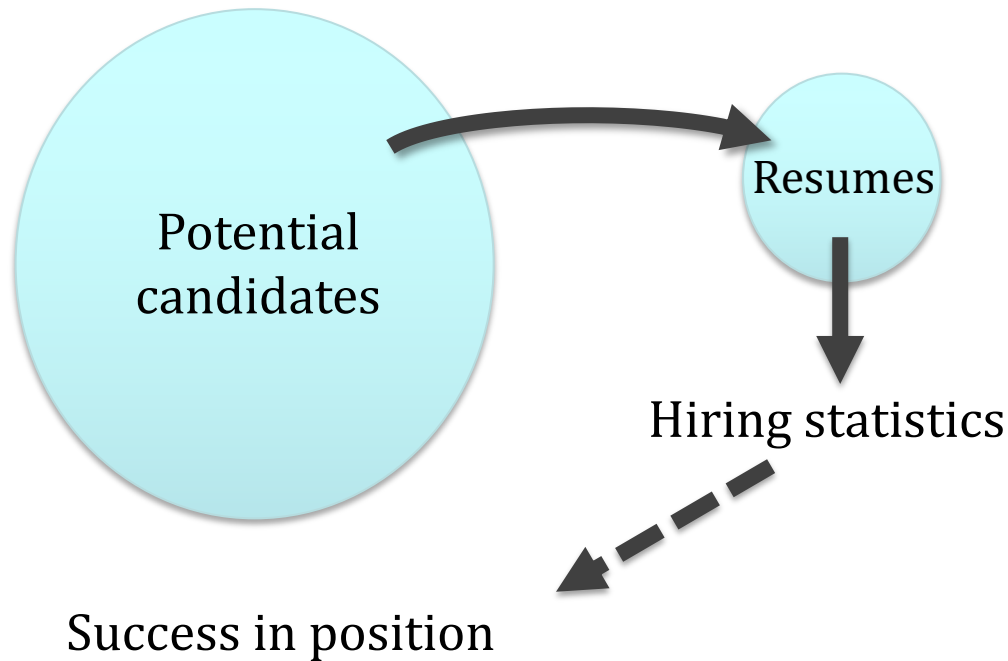 Potential
candidates
Resumes
Hiring statistics
Success in position